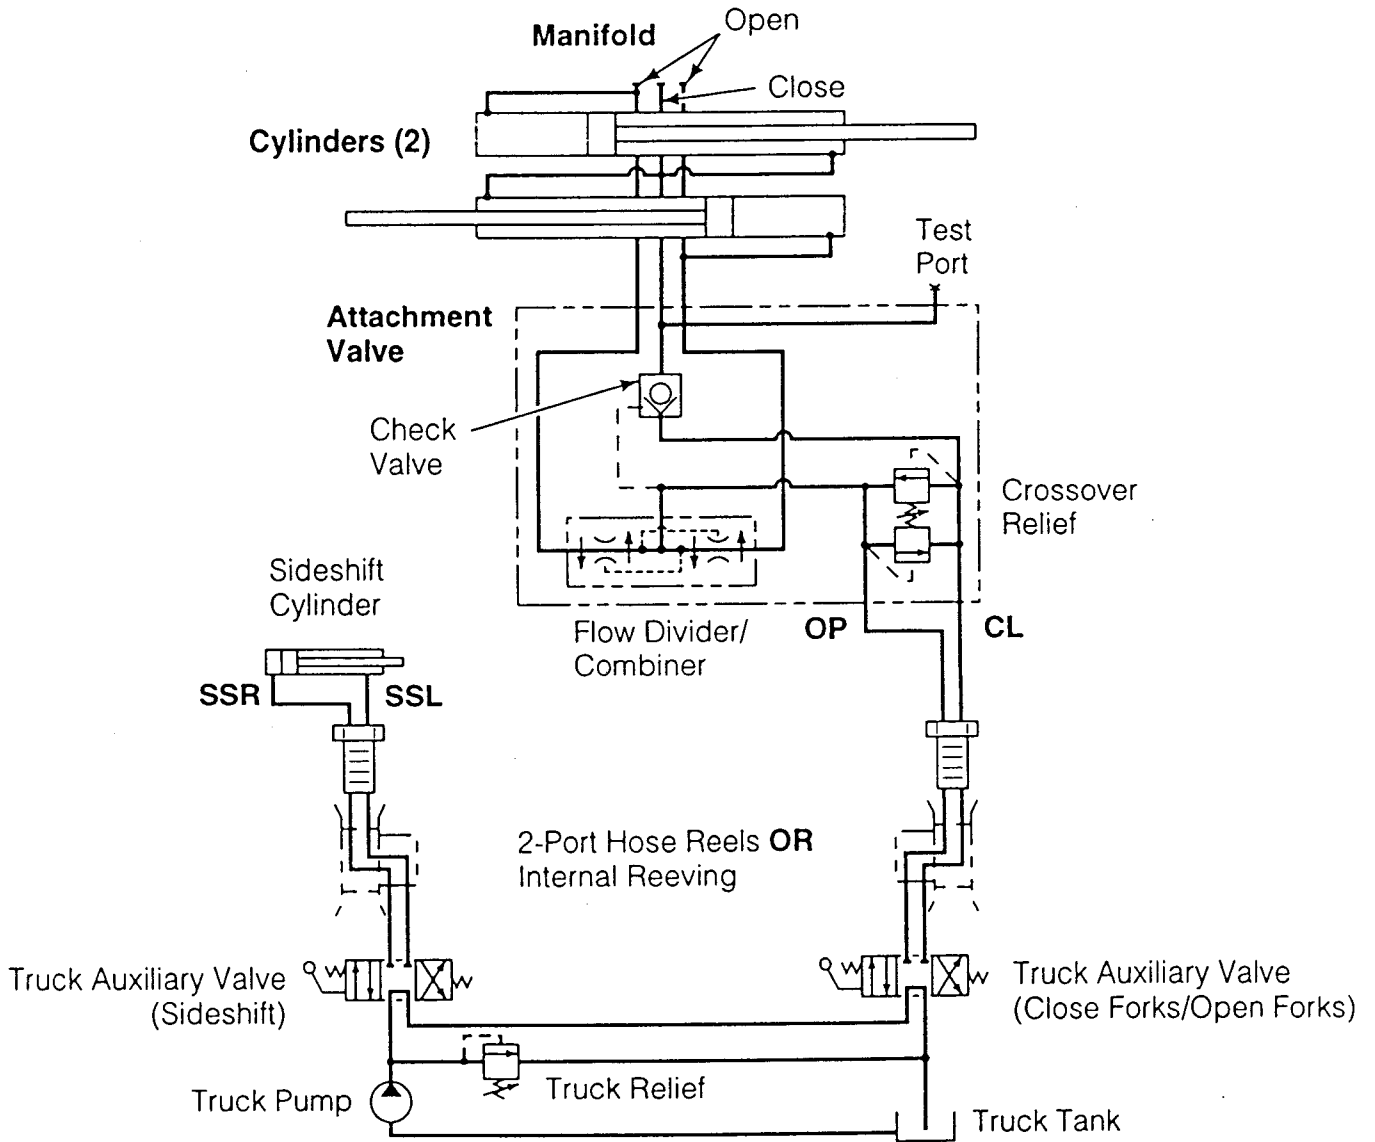 Open
Manifold
Close
Cylinders (2)
Test
Port
Attachment
Valve
Check
Valve
Crossover
Relief
Sideshift
Cylinder
Flow Divider/
Combiner
OP
CL
SSR
SSL
2-Port Hose Reels OR
Internal Reeving
Truck Auxiliary Valve
(Sideshift)
Truck Auxiliary Valve
(Close Forks/Open Forks)
Truck Relief
Truck Pump
Truck Tank